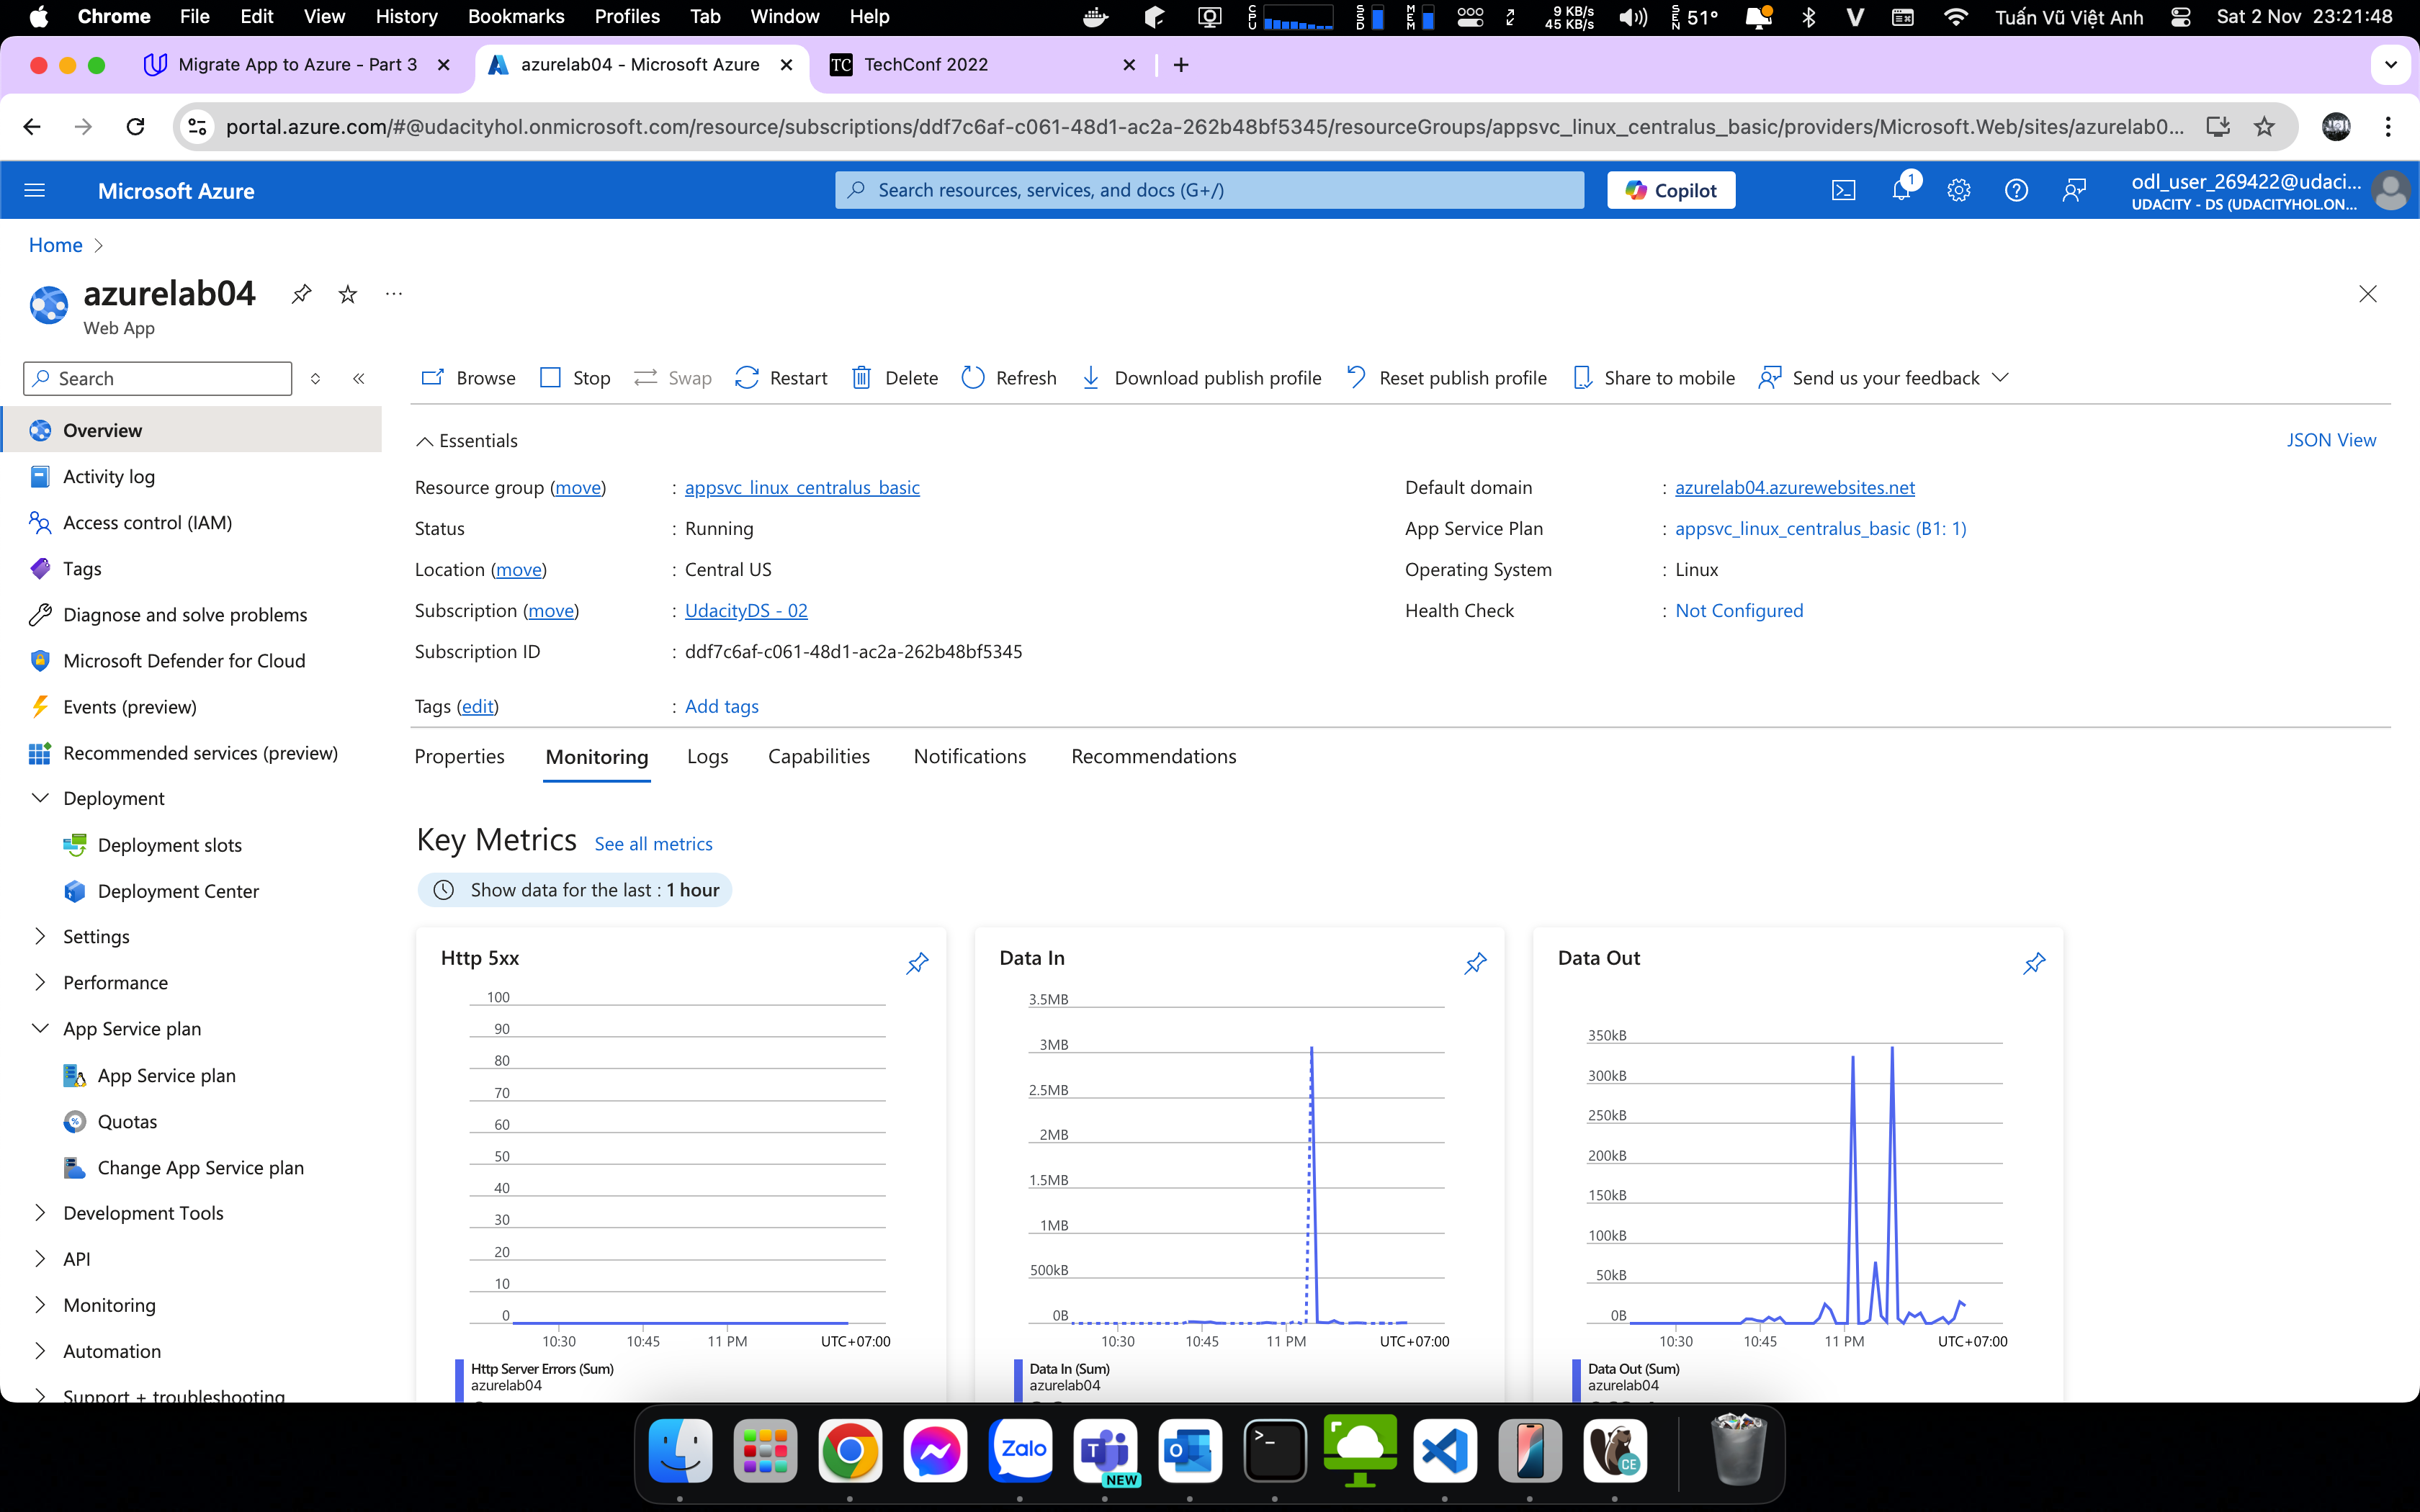 Chrome File Edit View History Bookmarks Profiles Tab Window Help CPU SSD MEM 9 KB/s 45 KB/s SEN 51° V Tuấn Vũ Việt Anh Sat 2 Nov 23:21:48
Migrate App to Azure - Part 3 azurelab04 - Microsoft Azure TC TechConf 2022
portal.azure.com/#@udacityhol.onmicrosoft.com/resource/subscriptions/ddf7c6af-c061-48d1-ac2a-262b48bf5345/resourceGroups/appsvc_linux_centralus_basic/providers/Microsoft.Web/sites/azurelab0...
Microsoft Azure Search resources, services, and docs (G+/) Copilot 1 odl_user_269422@udaci...
UDACITY - DS (UDACITYHOL.ON...
Home
azurelab04
Web App
Search
Browse Stop Swap Restart Delete Refresh Download publish profile Reset publish profile Share to mobile Send us your feedback
Overview
Activity log
Access control (IAM)
Tags
Diagnose and solve problems
Microsoft Defender for Cloud
Events (preview)
Recommended services (preview)
Deployment
Deployment slots
Deployment Center
Settings
Performance
App Service plan
App Service plan
Quotas
Change App Service plan
Development Tools
API
Monitoring
Automation
Support + troubleshooting
Essentials JSON View
Resource group (move) : appsvc_linux_centralus_basic
Status : Running
Location (move) : Central US
Subscription (move) : UdacityDS - 02
Subscription ID : ddf7c6af-c061-48d1-ac2a-262b48bf5345
Tags (edit) : Add tags
Default domain : azurelab04.azurewebsites.net
App Service Plan : appsvc_linux_centralus_basic (B1: 1)
Operating System : Linux
Health Check : Not Configured
Properties Monitoring Logs Capabilities Notifications Recommendations
Key Metrics See all metrics
Show data for the last : 1 hour
Http 5xx
100
90
80
70
60
50
40
30
20
10
0
10:30 10:45 11 PM UTC+07:00
Http Server Errors (Sum)
azurelab04
Data In
3.5MB
3MB
2.5MB
2MB
1.5MB
1MB
500kB
0B
10:30 10:45 11 PM UTC+07:00
Data In (Sum)
azurelab04
Data Out
350kB
300kB
250kB
200kB
150kB
100kB
50kB
0B
10:30 10:45 11 PM UTC+07:00
Data Out (Sum)
azurelab04
Zalo T NEW O >_ CE